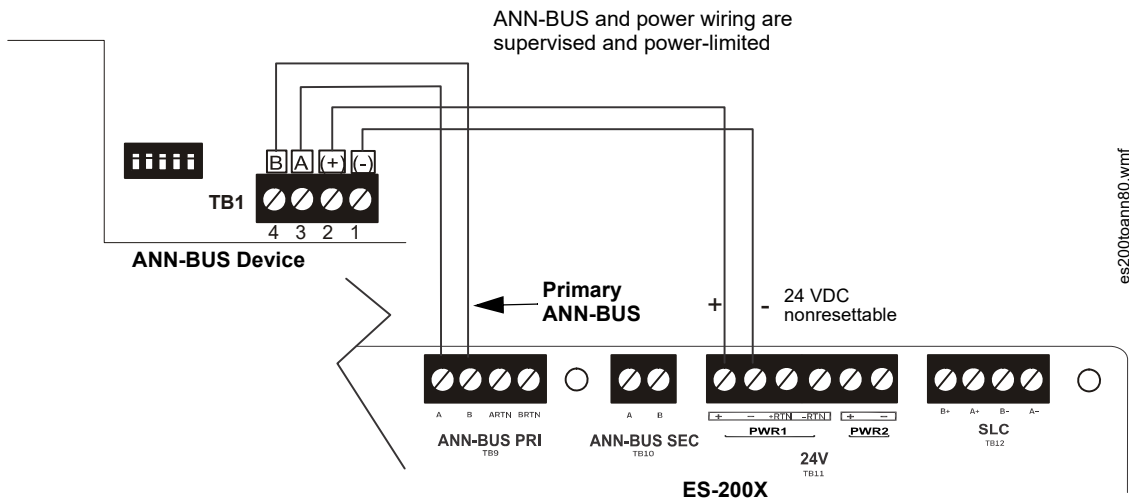 ANN-BUS and power wiring are
supervised and power-limited
B A (+) (-)
TB1
4 3 2 1
ANN-BUS Device
Primary
ANN-BUS
+ - 24 VDC
nonresettable
es200toann80.wmf
A B ARTN BRTN
ANN-BUS PRI
TB9
A B
ANN-BUS SEC
TB10
+ − +RTN −RTN + −
PWR1 PWR2
24V
TB11
B+ A+ B− A−
SLC
TB12
ES-200X